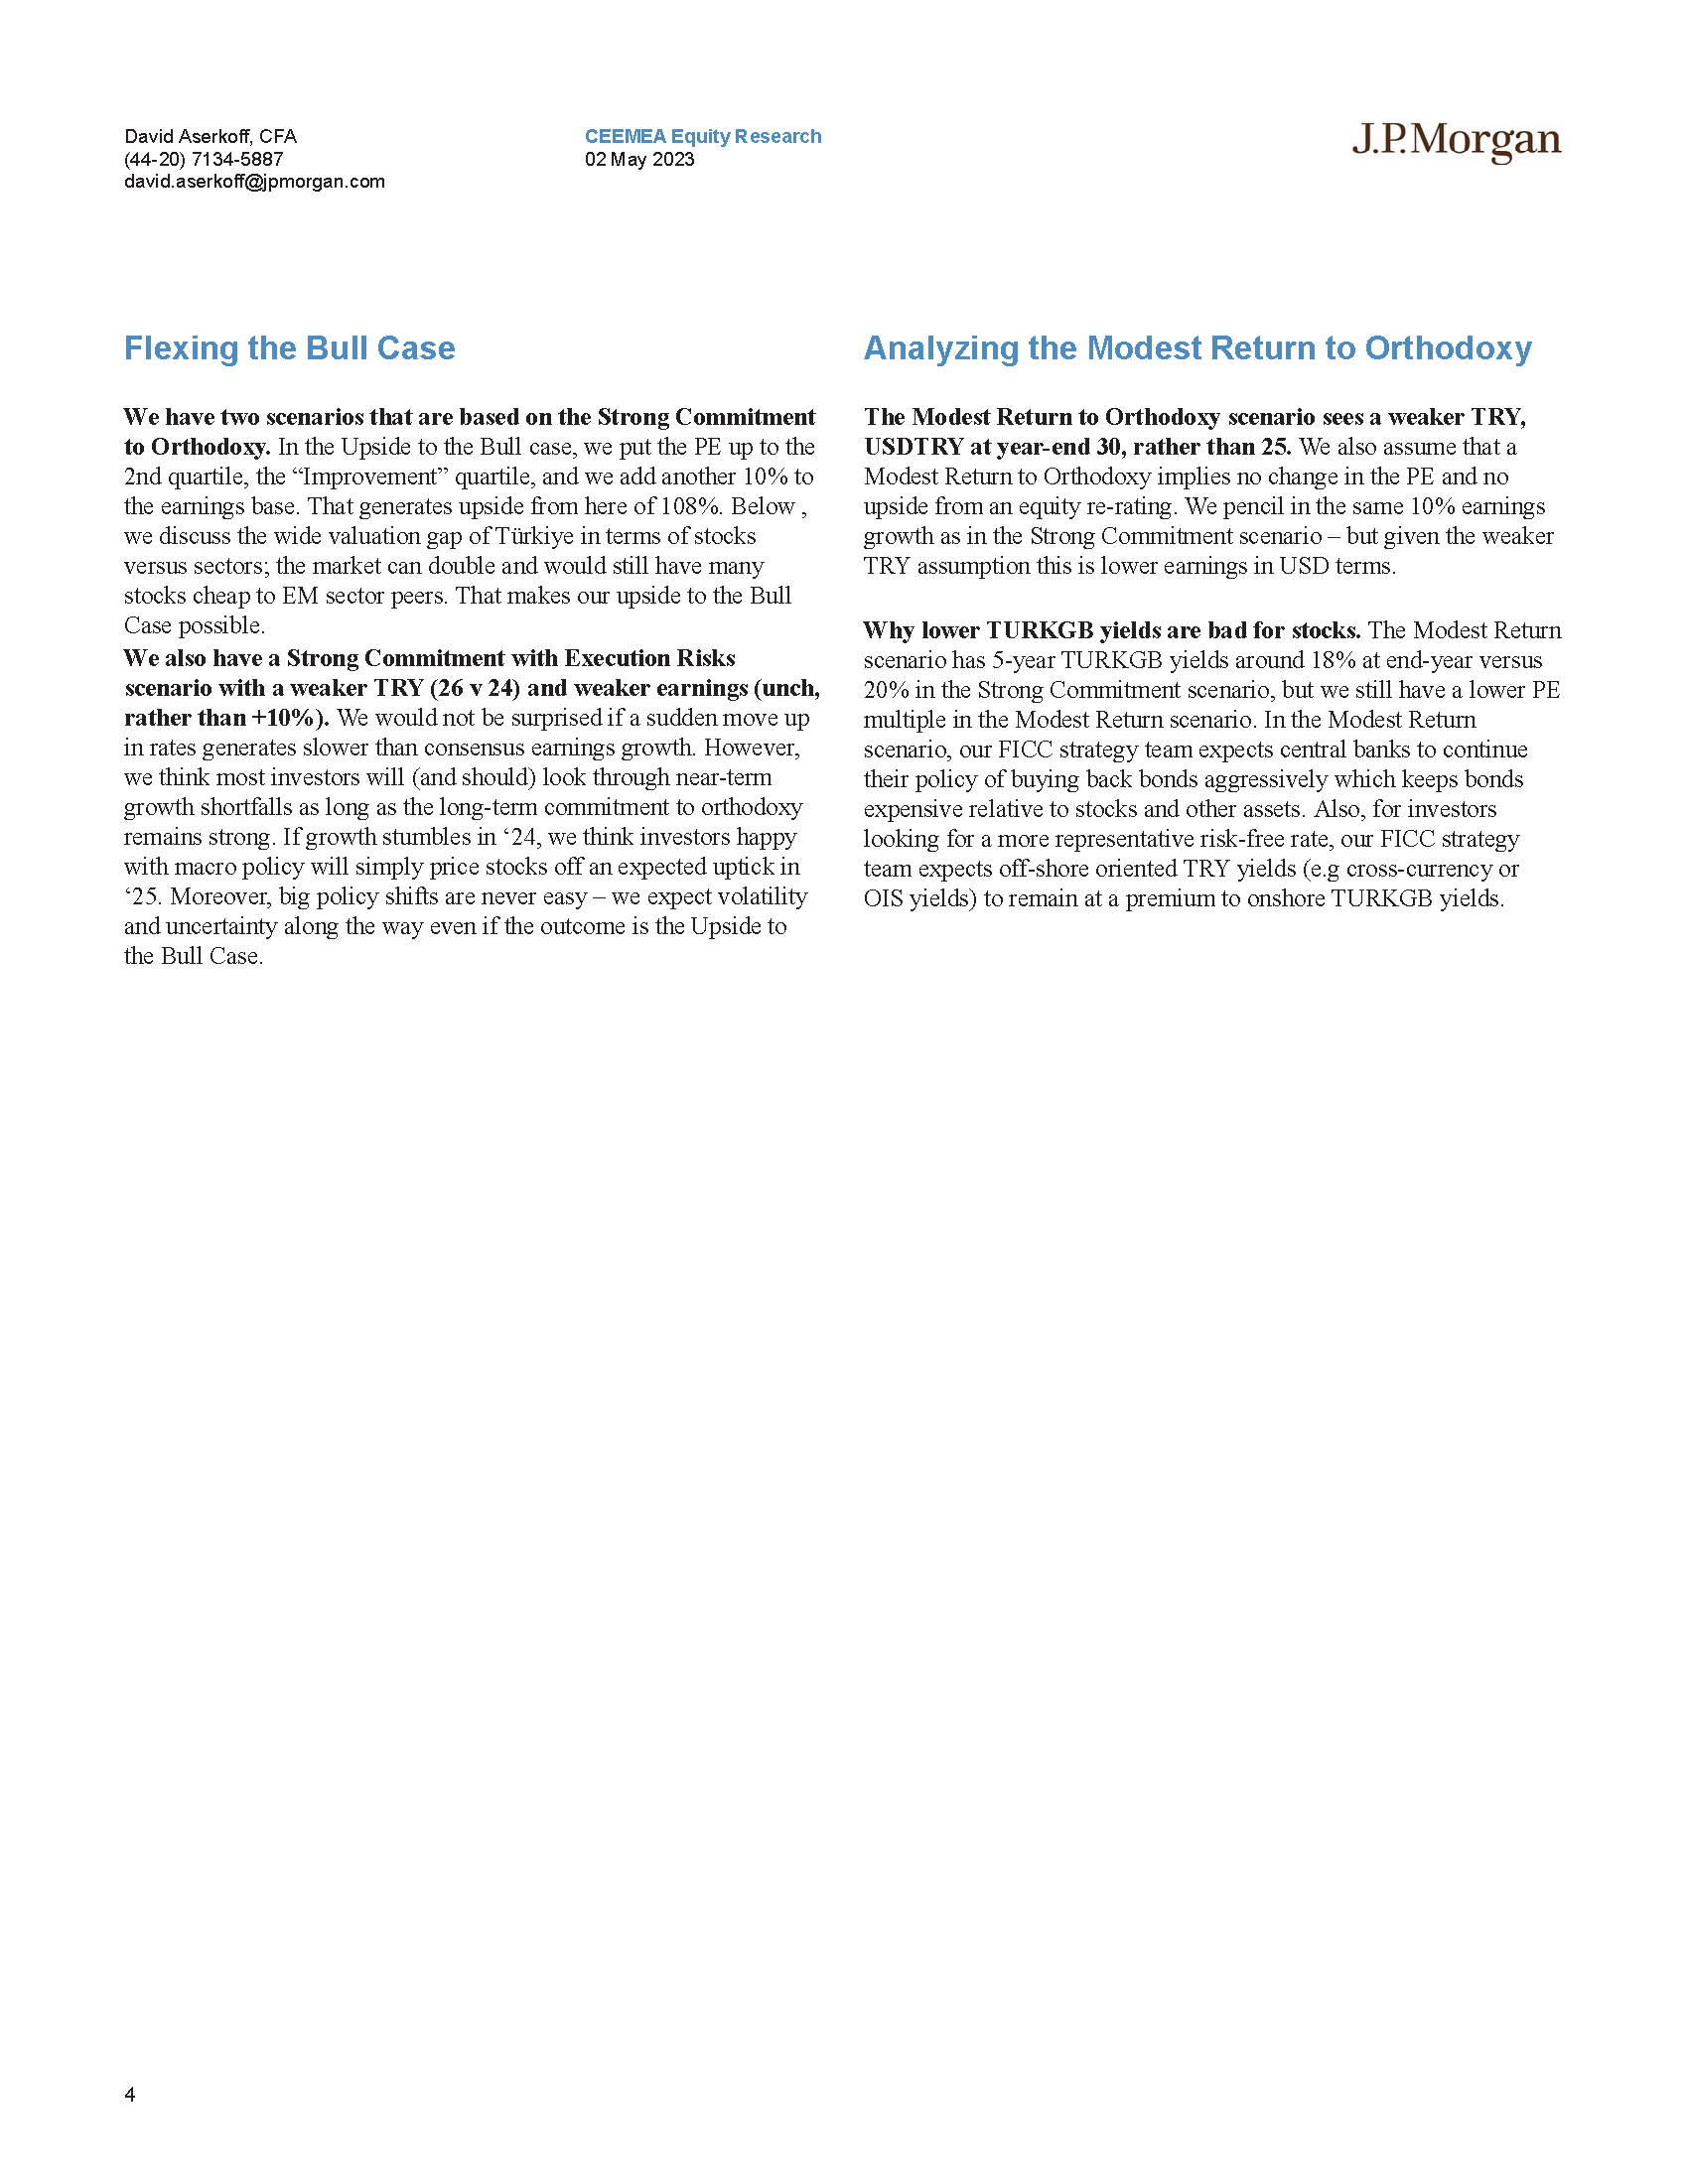 David Aserkoff, CFA
(44-20) 7134-5887
david.aserkoff@jpmorgan.com
CEEMEA Equity Research
02 May 2023
J.P.Morgan
Flexing the Bull Case
We have two scenarios that are based on the Strong Commitment
to Orthodoxy. In the Upside to the Bull case, we put the PE up to the
2nd quartile, the “Improvement” quartile, and we add another 10% to
the earnings base. That generates upside from here of 108%. Below ,
we discuss the wide valuation gap of Türkiye in terms of stocks
versus sectors; the market can double and would still have many
stocks cheap to EM sector peers. That makes our upside to the Bull
Case possible.
We also have a Strong Commitment with Execution Risks
scenario with a weaker TRY (26 v 24) and weaker earnings (unch,
rather than +10%). We would not be surprised if a sudden move up
in rates generates slower than consensus earnings growth. However,
we think most investors will (and should) look through near-term
growth shortfalls as long as the long-term commitment to orthodoxy
remains strong. If growth stumbles in ‘24, we think investors happy
with macro policy will simply price stocks off an expected uptick in
‘25. Moreover, big policy shifts are never easy – we expect volatility
and uncertainty along the way even if the outcome is the Upside to
the Bull Case.
Analyzing the Modest Return to Orthodoxy
The Modest Return to Orthodoxy scenario sees a weaker TRY,
USDTRY at year-end 30, rather than 25. We also assume that a
Modest Return to Orthodoxy implies no change in the PE and no
upside from an equity re-rating. We pencil in the same 10% earnings
growth as in the Strong Commitment scenario – but given the weaker
TRY assumption this is lower earnings in USD terms.
Why lower TURKGB yields are bad for stocks. The Modest Return
scenario has 5-year TURKGB yields around 18% at end-year versus
20% in the Strong Commitment scenario, but we still have a lower PE
multiple in the Modest Return scenario. In the Modest Return
scenario, our FICC strategy team expects central banks to continue
their policy of buying back bonds aggressively which keeps bonds
expensive relative to stocks and other assets. Also, for investors
looking for a more representative risk-free rate, our FICC strategy
team expects off-shore oriented TRY yields (e.g cross-currency or
OIS yields) to remain at a premium to onshore TURKGB yields.
4